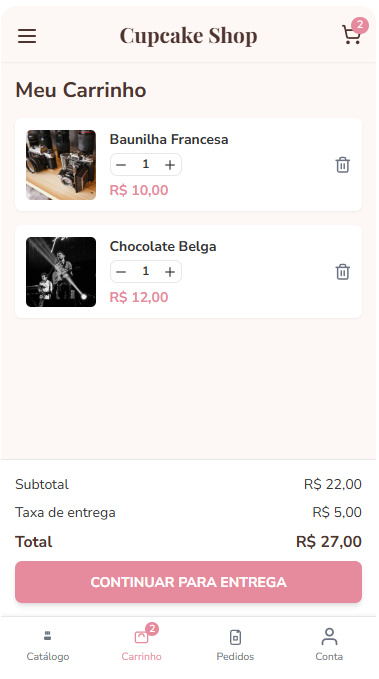 Cupcake Shop
2
Meu Carrinho
Baunilha Francesa
1
R$ 10,00
Chocolate Belga
1
R$ 12,00
Subtotal R$ 22,00
Taxa de entrega R$ 5,00
Total R$ 27,00
CONTINUAR PARA ENTREGA
2
Catálogo Carrinho Pedidos Conta